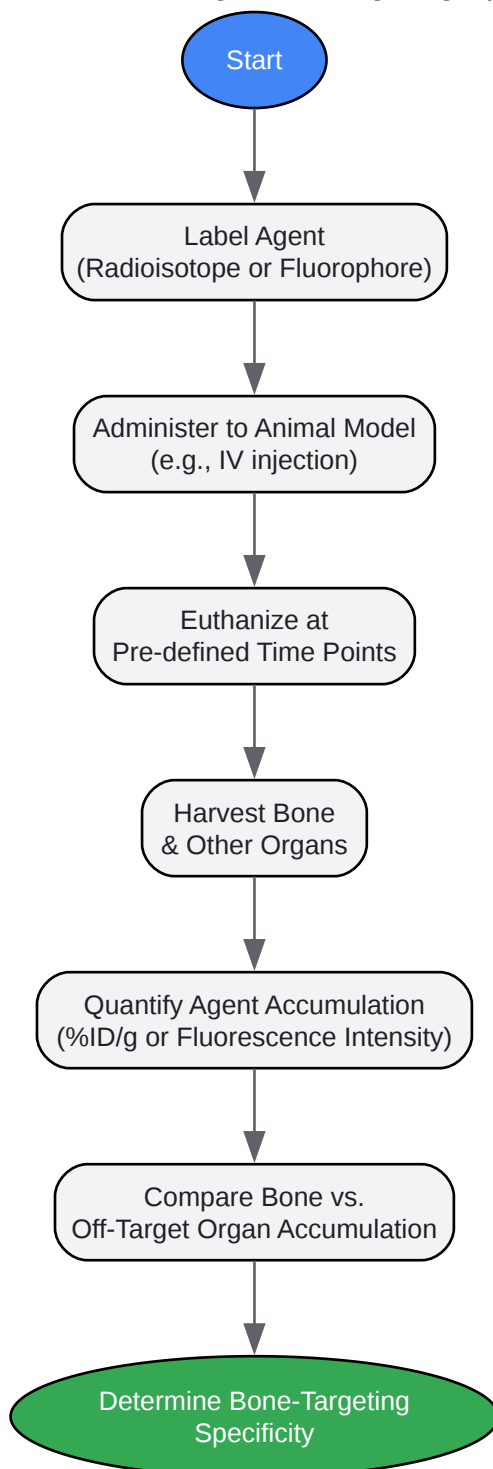 Start
Label Agent
(Radioisotope or Fluorophore)
Administer to Animal Model
(e.g., IV injection)
Euthanize at
Pre-defined Time Points
Harvest Bone
& Other Organs
Quantify Agent Accumulation
(%ID/g or Fluorescence Intensity)
Compare Bone vs.
Off-Target Organ Accumulation
Determine Bone-Targeting
Specificity